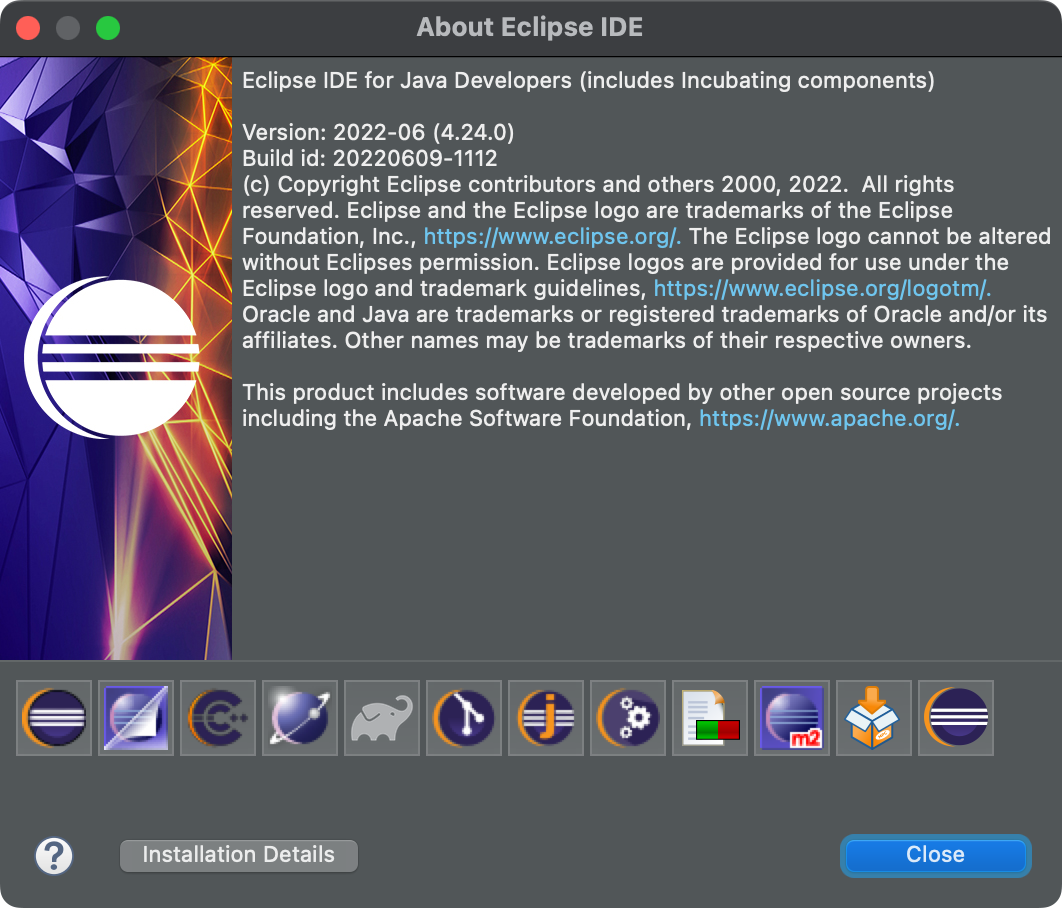 About Eclipse IDE
Eclipse IDE for Java Developers (includes Incubating components)
Version: 2022-06 (4.24.0)
Build id: 20220609-1112
(c) Copyright Eclipse contributors and others 2000, 2022.  All rights
reserved. Eclipse and the Eclipse logo are trademarks of the Eclipse
Foundation, Inc., https://www.eclipse.org/. The Eclipse logo cannot be altered
without Eclipses permission. Eclipse logos are provided for use under the
Eclipse logo and trademark guidelines, https://www.eclipse.org/logotm/.
Oracle and Java are trademarks or registered trademarks of Oracle and/or its
affiliates. Other names may be trademarks of their respective owners.
This product includes software developed by other open source projects
including the Apache Software Foundation, https://www.apache.org/.
C++ j m2
? Installation Details Close